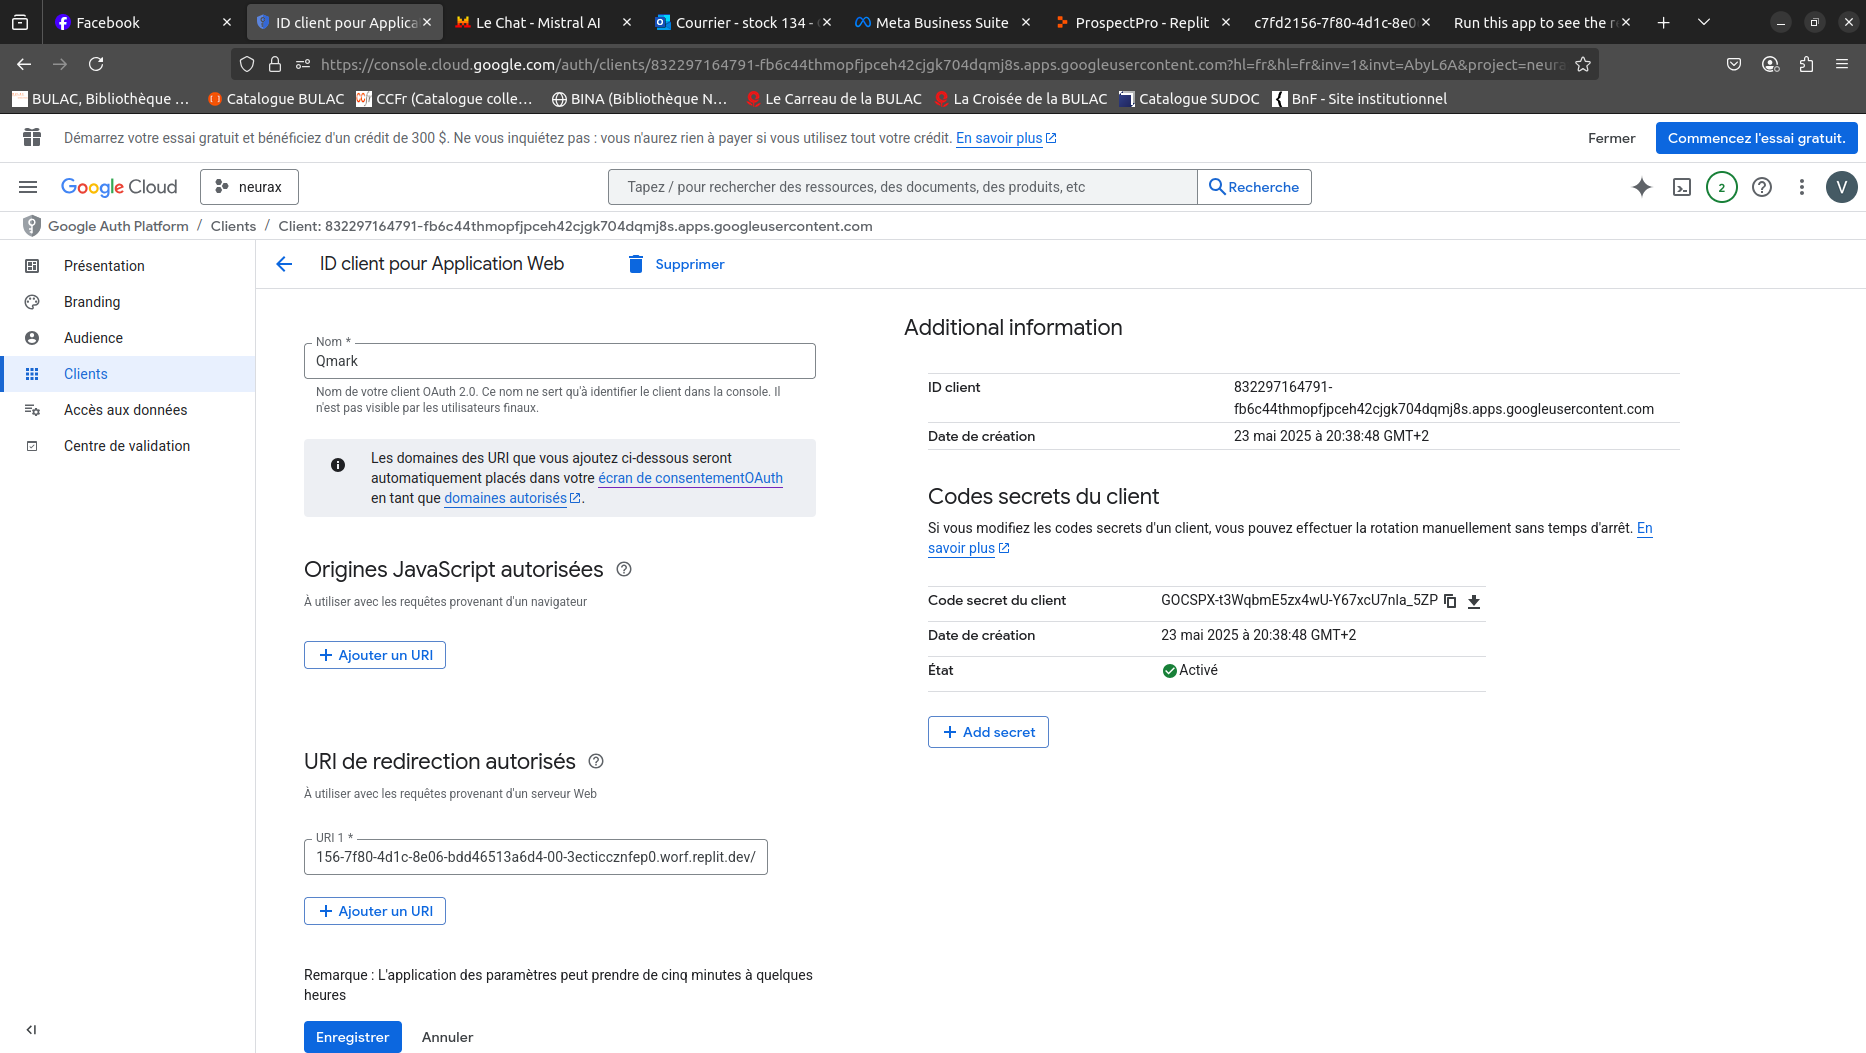 Facebook
ID client pour Applica
Le Chat - Mistral AI
Courrier - stock 134 -
Meta Business Suite
ProspectPro - Replit
c7fd2156-7f80-4d1c-8e0
Run this app to see the r
https://console.cloud.google.com/auth/clients/832297164791-fb6c44thmopfjpceh42cjgk704dqmj8s.apps.googleusercontent.com?hl=fr&hl=fr&inv=1&invt=AbyL6A&project=neura
BULAC, Bibliothèque …
Catalogue BULAC
CCFr (Catalogue colle…
BINA (Bibliothèque N…
Le Carreau de la BULAC
La Croisée de la BULAC
Catalogue SUDOC
BnF - Site institutionnel
Démarrez votre essai gratuit et bénéficiez d'un crédit de 300 $. Ne vous inquiétez pas : vous n'aurez rien à payer si vous utilisez tout votre crédit. En savoir plus
Fermer
Commencez l'essai gratuit.
Google Cloud
neurax
Tapez / pour rechercher des ressources, des documents, des produits, etc
Recherche
2
V
Google Auth Platform / Clients / Client: 832297164791-fb6c44thmopfjpceh42cjgk704dqmj8s.apps.googleusercontent.com
Présentation
Branding
Audience
Clients
Accès aux données
Centre de validation
ID client pour Application Web
Supprimer
Nom *
Qmark
Nom de votre client OAuth 2.0. Ce nom ne sert qu'à identifier le client dans la console. Il
n'est pas visible par les utilisateurs finaux.
Les domaines des URI que vous ajoutez ci-dessous seront
automatiquement placés dans votre écran de consentementOAuth
en tant que domaines autorisés.
Origines JavaScript autorisées
À utiliser avec les requêtes provenant d'un navigateur
Ajouter un URI
URI de redirection autorisés
À utiliser avec les requêtes provenant d'un serveur Web
URI 1 *
156-7f80-4d1c-8e06-bdd46513a6d4-00-3ecticcznfep0.worf.replit.dev/
Ajouter un URI
Remarque : L'application des paramètres peut prendre de cinq minutes à quelques
heures
Enregistrer
Annuler
Additional information
ID client
832297164791-
fb6c44thmopfjpceh42cjgk704dqmj8s.apps.googleusercontent.com
Date de création
23 mai 2025 à 20:38:48 GMT+2
Codes secrets du client
Si vous modifiez les codes secrets d'un client, vous pouvez effectuer la rotation manuellement sans temps d'arrêt. En
savoir plus
Code secret du client
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
Date de création
23 mai 2025 à 20:38:48 GMT+2
État
Activé
Add secret